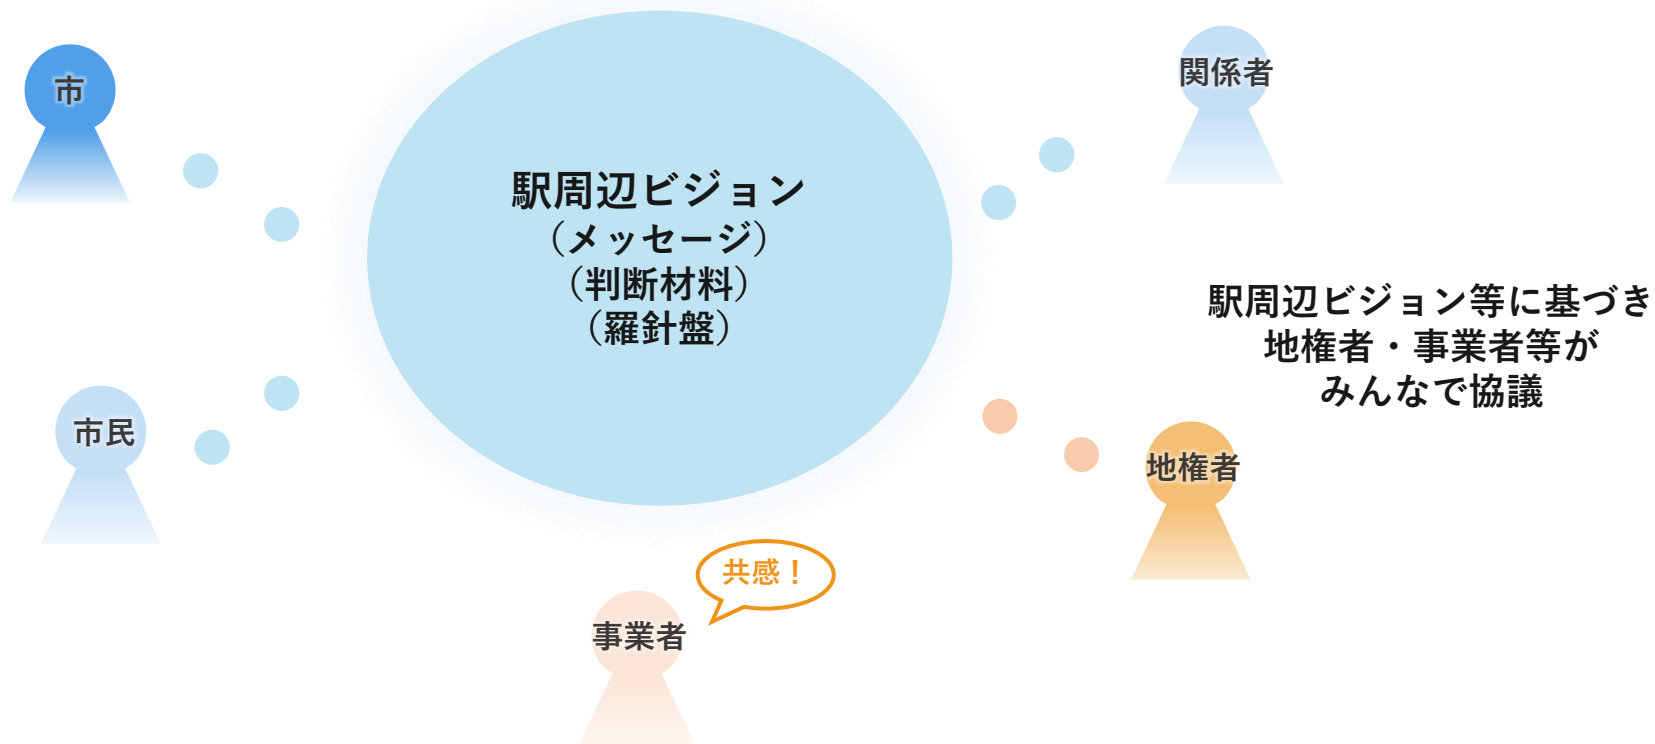 市
関係者
駅周辺ビジョン
（メッセージ）
（判断材料）
（羅針盤）
駅周辺ビジョン等に基づき
地権者・事業者等が
みんなで協議
市民
地権者
共感！
事業者